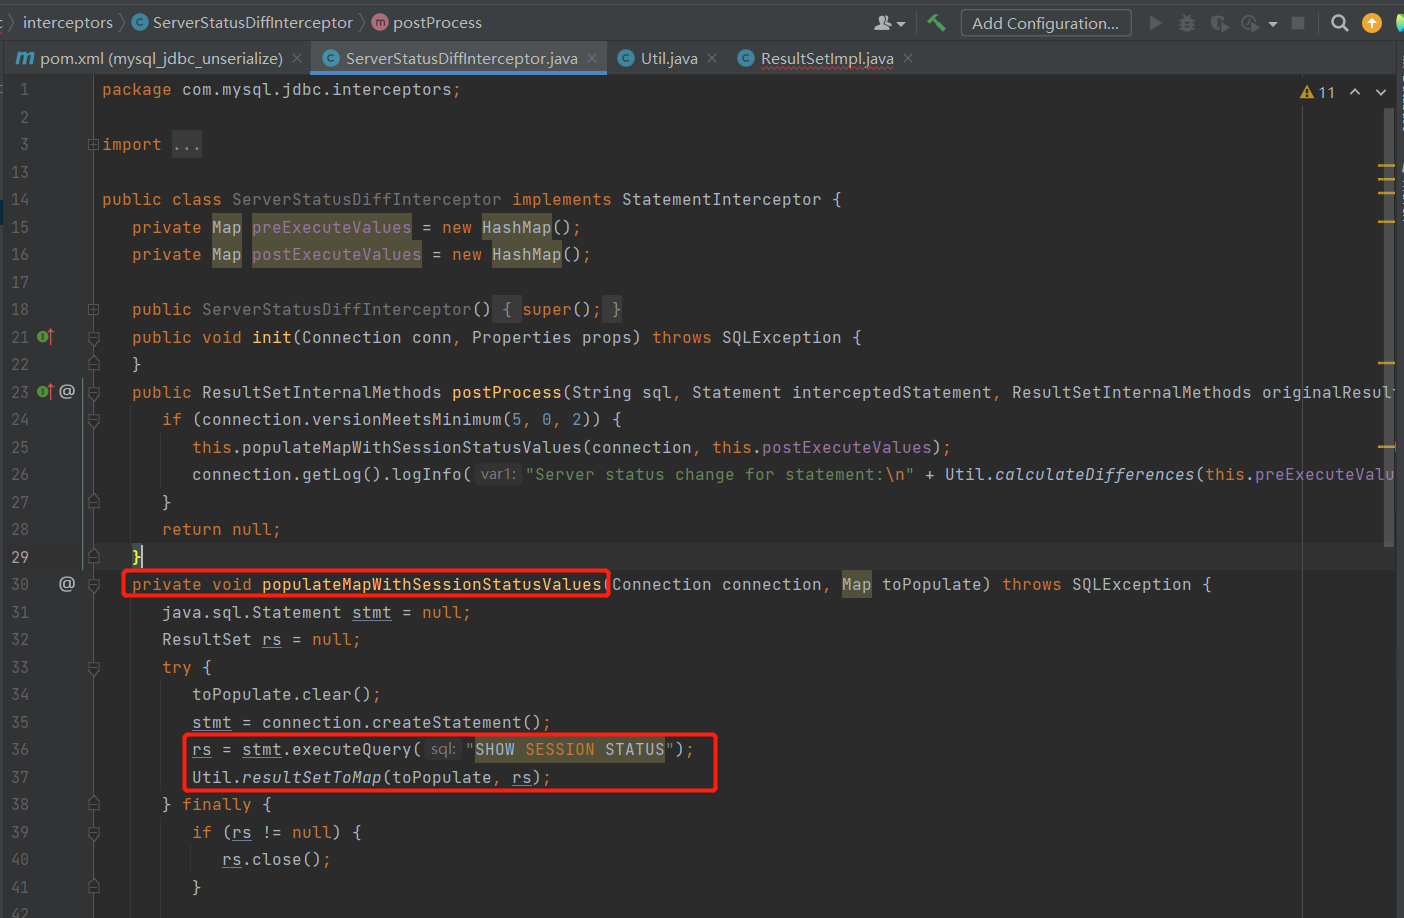 interceptors ServerStatusDiffInterceptor postProcess Add Configuration...
pom.xml (mysql_jdbc_unserialize) ServerStatusDiffInterceptor.java Util.java ResultSetImpl.java
1 package com.mysql.jdbc.interceptors; 11
2
3 import ...
13
14 public class ServerStatusDiffInterceptor implements StatementInterceptor {
15 private Map preExecuteValues = new HashMap();
16 private Map postExecuteValues = new HashMap();
17
18 public ServerStatusDiffInterceptor() { super(); }
21 public void init(Connection conn, Properties props) throws SQLException {
22 }
23 @ public ResultSetInternalMethods postProcess(String sql, Statement interceptedStatement, ResultSetInternalMethods originalResult
24 if (connection.versionMeetsMinimum(5, 0, 2)) {
25 this.populateMapWithSessionStatusValues(connection, this.postExecuteValues);
26 connection.getLog().logInfo( var1: "Server status change for statement:\n" + Util.calculateDifferences(this.preExecuteValu
27 }
28 return null;
29 }
30 @ private void populateMapWithSessionStatusValues(Connection connection, Map toPopulate) throws SQLException {
31 java.sql.Statement stmt = null;
32 ResultSet rs = null;
33 try {
34 toPopulate.clear();
35 stmt = connection.createStatement();
36 rs = stmt.executeQuery( sql: "SHOW SESSION STATUS");
37 Util.resultSetToMap(toPopulate, rs);
38 } finally {
39 if (rs != null) {
40 rs.close();
41 }
42